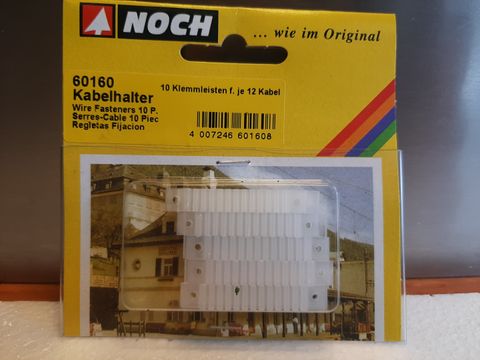 NOCH
... wie im Original
60160
Kabelhalter
Wire Fasteners 10 P.
Serres-Cable 10 Piec
Regletas Fijacion
10 Klemmleisten f. je 12 Kabel
4 007246 601608